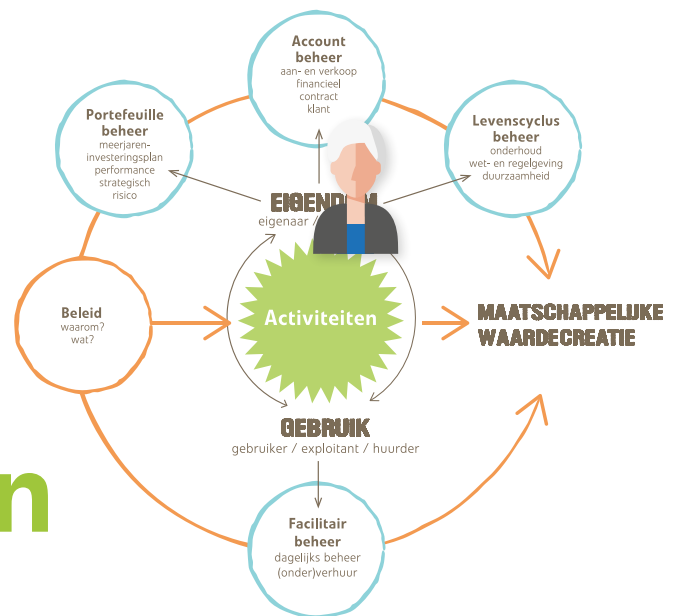 Account
beheer
aan- en verkoop
financieel
contract
klant
Portefeuille
beheer
meerjaren-
investeringsplan
performance
strategisch
risico
Levenscyclus
beheer
onderhoud
wet- en regelgeving
duurzaamheid
eigenaar /
Beleid
waarom?
wat?
Activiteiten
MAATSCHAPPELIJKE
WAARDECREATIE
GEBRUIK
gebruiker / exploitant / huurder
n
Facilitair
beheer
dagelijks beheer
(onder)verhuur